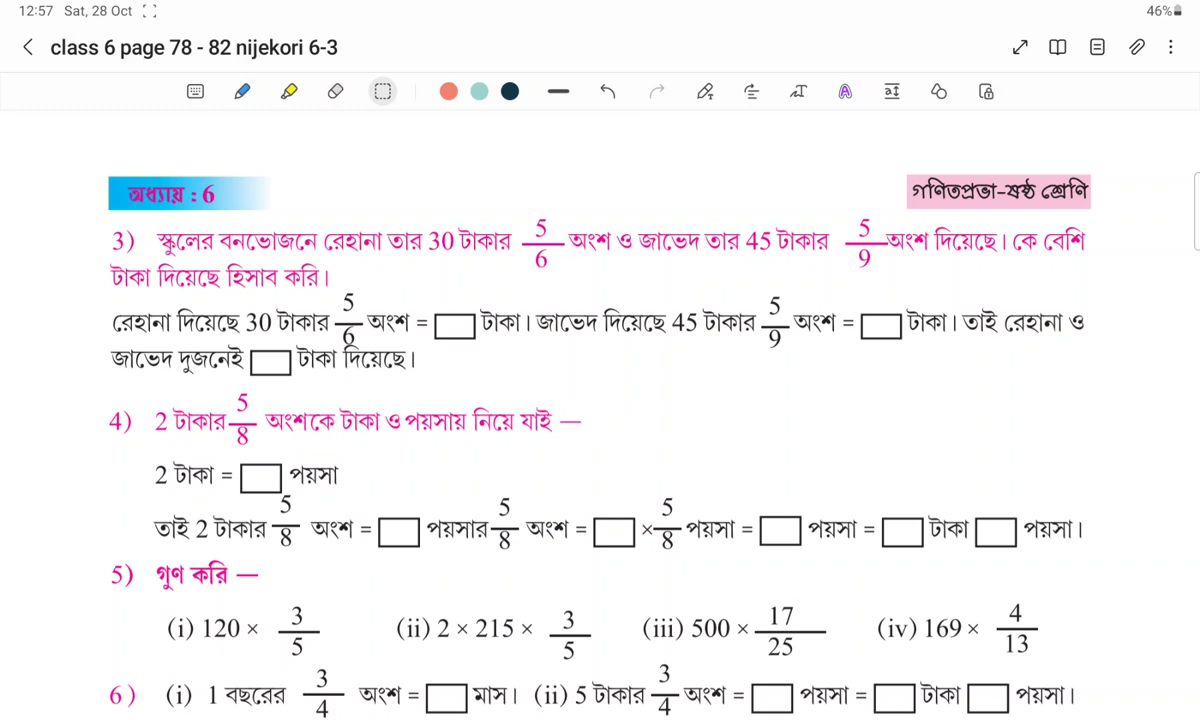 12:57 Sat, 28 Oct 46%
class 6 page 78 - 82 nijekori 6-3
অধ্যায় : 6 গণিতপ্রভা-ষষ্ঠ শ্রেণি
3) স্কুলের বনভোজনে রেহানা তার 30 টাকার 5/6 অংশ ও জাভেদ তার 45 টাকার 5/9 অংশ দিয়েছে। কে বেশি
টাকা দিয়েছে হিসাব করি।
রেহানা দিয়েছে 30 টাকার 5/6 অংশ = □ টাকা। জাভেদ দিয়েছে 45 টাকার 5/9 অংশ = □ টাকা। তাই রেহানা ও
জাভেদ দুজনেই □ টাকা দিয়েছে।
4) 2 টাকার 5/8 অংশকে টাকা ও পয়সায় নিয়ে যাই —
2 টাকা = □ পয়সা
তাই 2 টাকার 5/8 অংশ = □ পয়সার 5/8 অংশ = □ × 5/8 পয়সা = □ পয়সা = □ টাকা □ পয়সা।
5) গুণ করি —
(i) 120 × 3/5 (ii) 2 × 215 × 3/5 (iii) 500 × 17/25 (iv) 169 × 4/13
6) (i) 1 বছরের 3/4 অংশ = □ মাস। (ii) 5 টাকার 3/4 অংশ = □ পয়সা = □ টাকা □ পয়সা।